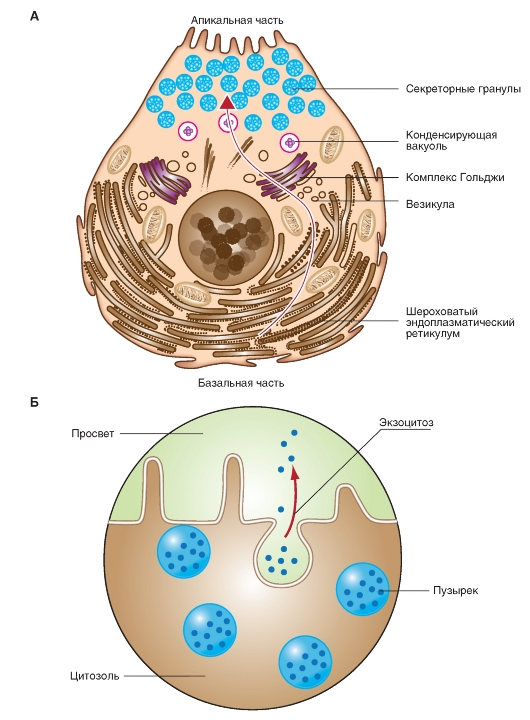 А
Апикальная часть
Секреторные гранулы
Конденсирующая
вакуоль
Комплекс Гольджи
Везикула
Шероховатый
эндоплазматический
ретикулум
Базальная часть
Б
Экзоцитоз
Просвет
Пузырек
Цитозоль